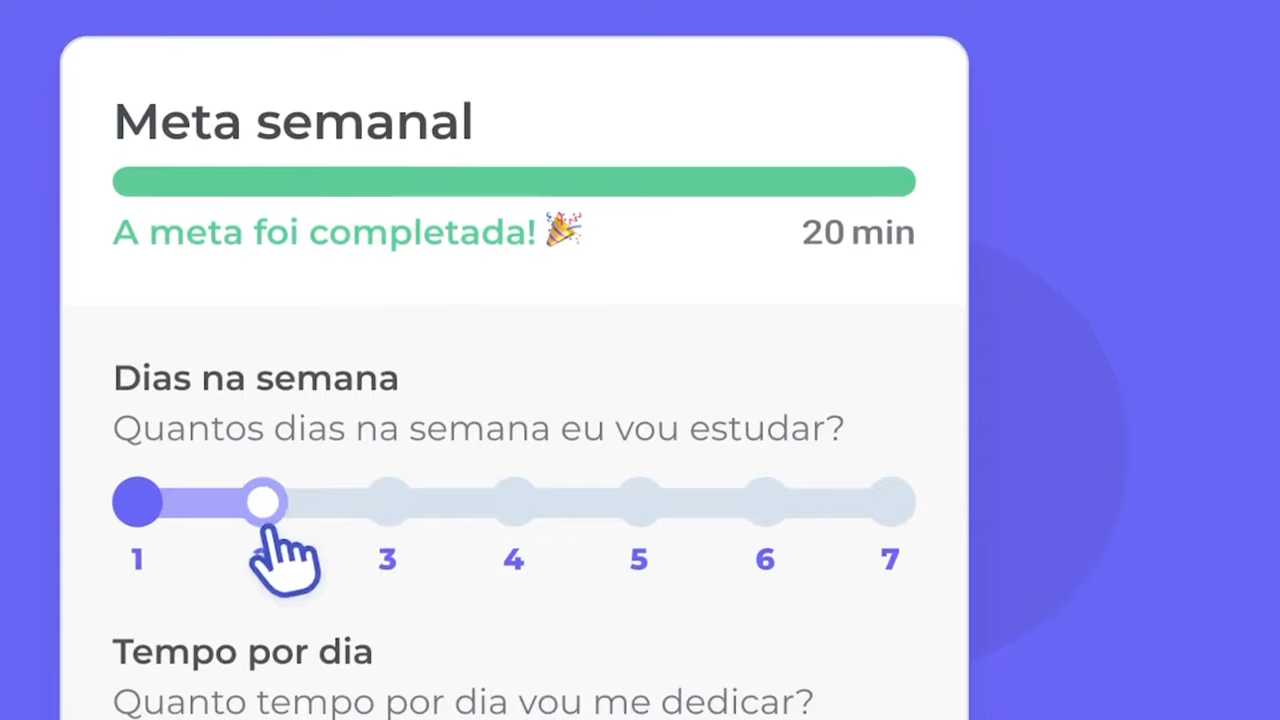 Meta semanal
A meta foi completada! 🎉 20 min
Dias na semana
Quantos dias na semana eu vou estudar?
1 3 4 5 6 7
Tempo por dia
Quanto tempo por dia vou me dedicar?